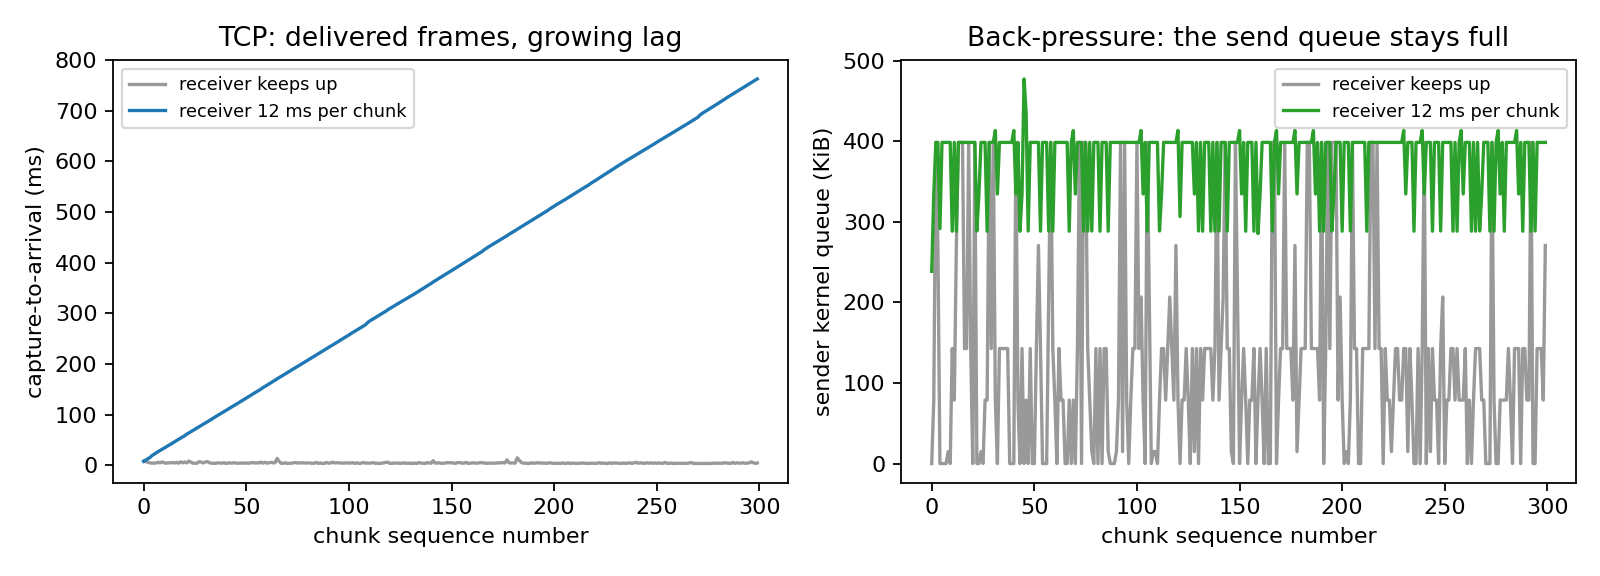 TCP: delivered frames, growing lag
800
700
600
500
400
300
200
100
0
capture-to-arrival (ms)
receiver keeps up
receiver 12 ms per chunk
0 50 100 150 200 250 300
chunk sequence number
Back-pressure: the send queue stays full
500
400
300
200
100
0
sender kernel queue (KiB)
receiver keeps up
receiver 12 ms per chunk
0 50 100 150 200 250 300
chunk sequence number